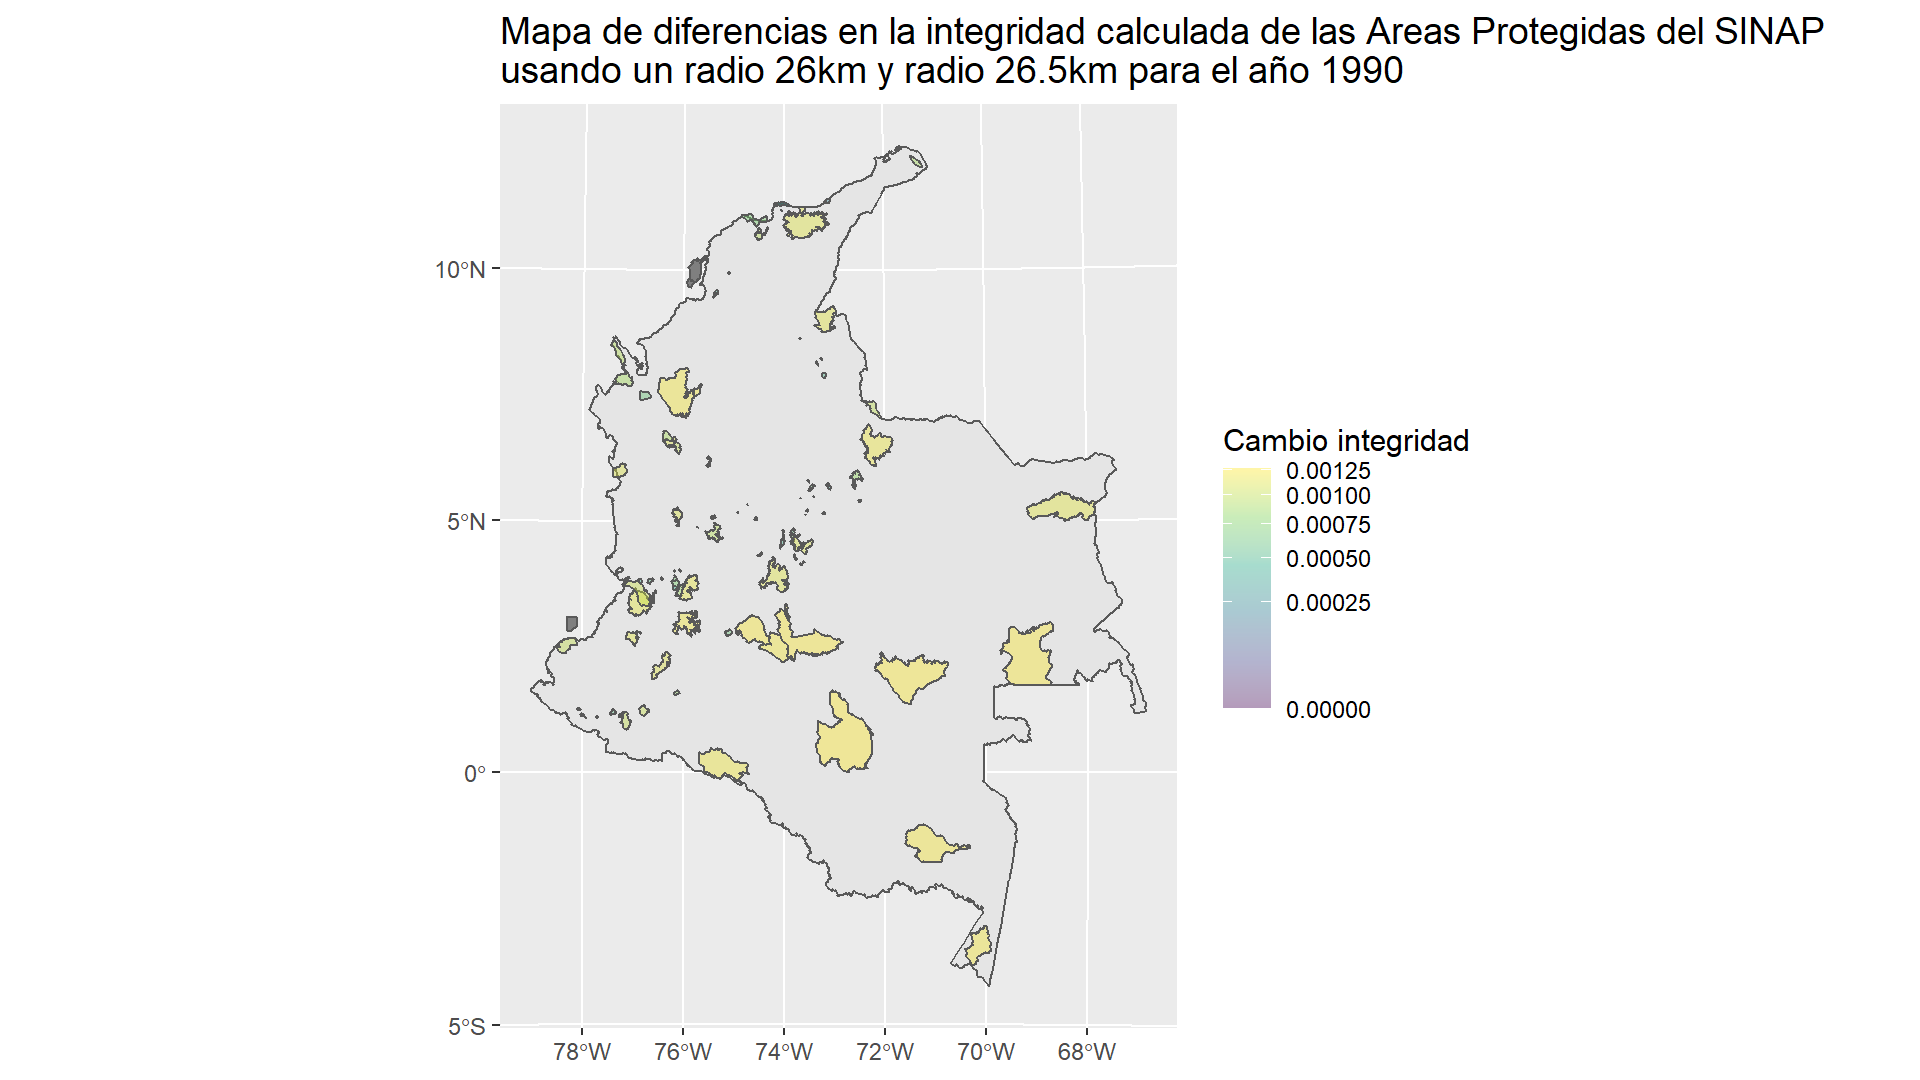 Mapa de diferencias en la integridad calculada de las Areas Protegidas del SINAP
usando un radio 26km y radio 26.5km para el año 1990
10°N
5°N
0°
5°S
78°W
76°W
74°W
72°W
70°W
68°W
Cambio integridad
0.00125
0.00100
0.00075
0.00050
0.00025
0.00000